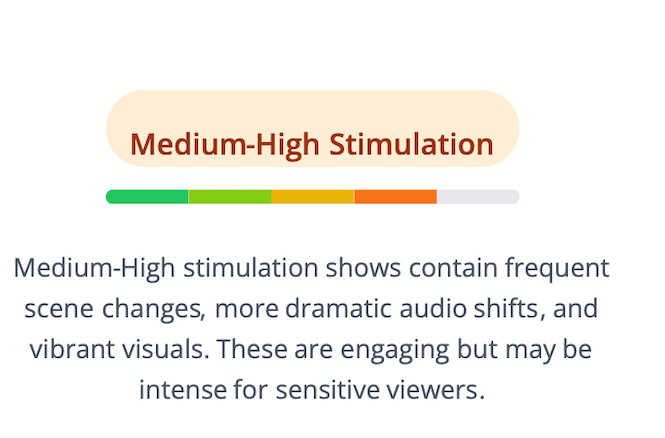 Medium-High Stimulation
Medium-High stimulation shows contain frequent
scene changes, more dramatic audio shifts, and
vibrant visuals. These are engaging but may be
intense for sensitive viewers.